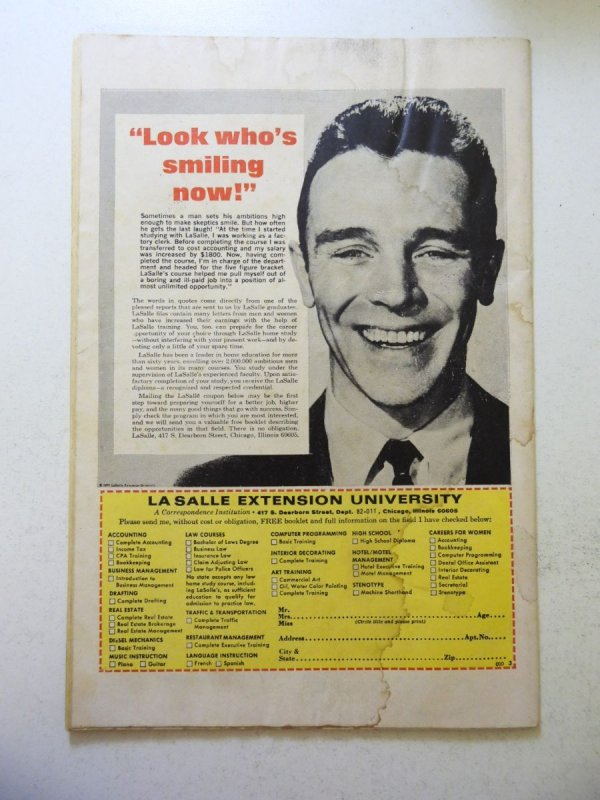 “Look who’s
smiling
now!”
Sometimes a man sets his ambitions high
enough to make skeptics smile. But how often
he gets the last laugh! “At the time I started
studying with LaSalle, I was working as a fac-
tory clerk. Before completing the course I was
transferred to cost accounting and my salary
was increased by $1800. Now, having com-
pleted the course, I’m in charge of the depart-
ment and headed for the five figure bracket.
LaSalle’s course helped me pull myself out of
a boring and ill-paid job into a position of al-
most unlimited opportunity.”
The words in quotes come directly from one of the
pleased reports that are sent to us by LaSalle graduates.
LaSalle files contain many letters from men and women
who have increased their earnings with the help of
LaSalle training. You, too, can prepare for the career
opportunity of your choice through LaSalle home study
—without interfering with your present work—and by de-
voting only a little of your spare time.
LaSalle has been a leader in home education for more
than sixty years, enrolling over 2,000,000 ambitious men
and women in its many courses. You study under the
supervision of LaSalle’s experienced faculty. Upon satis-
factory completion of your study, you receive the LaSalle
diploma—a recognized and respected credential.
Mailing the LaSalle coupon below may be the first
step toward preparing yourself for a better job, higher
pay, and the many good things that go with success. Sim-
ply check the program in which you are most interested,
and we will send you a valuable free booklet describing
the opportunities in that field. There is no obligation.
LaSalle, 417 S. Dearborn Street, Chicago, Illinois 60605.
LaSalle Extension University
LA SALLE EXTENSION UNIVERSITY
A Correspondence Institution • 417 S. Dearborn Street, Dept. 82-011, Chicago, Illinois 60605
Please send me, without cost or obligation, FREE booklet and full information on the field I have checked below:
ACCOUNTING
Complete Accounting
Income Tax
CPA Training
Bookkeeping
BUSINESS MANAGEMENT
Introduction to
Business Management
DRAFTING
Complete Drafting
REAL ESTATE
Complete Real Estate
Real Estate Brokerage
Real Estate Management
DIESEL MECHANICS
Basic Training
MUSIC INSTRUCTION
Piano Guitar
LAW COURSES
Bachelor of Laws Degree
Business Law
Insurance Law
Claim Adjusting Law
Law for Police Officers
No state accepts any law
home study course, includ-
ing LaSalle’s, as sufficient
education to qualify for
admission to practice law.
TRAFFIC & TRANSPORTATION
Complete Traffic
Management
RESTAURANT MANAGEMENT
Complete Executive Training
LANGUAGE INSTRUCTION
French Spanish
COMPUTER PROGRAMMING
Basic Training
INTERIOR DECORATING
Complete Training
ART TRAINING
Commercial Art
Oil, Water Color Painting
Complete Training
HIGH SCHOOL
High School Diploma
HOTEL/MOTEL
MANAGEMENT
Hotel Executive Training
Motel Management
STENOTYPE
Machine Shorthand
CAREERS FOR WOMEN
Accounting
Bookkeeping
Computer Programming
Dental Office Assistant
Interior Decorating
Real Estate
Secretarial
Stenotype
Mr.
Mrs. Age
Miss (Circle title and please print)
Address Apt. No.
City &
State Zip
000 3